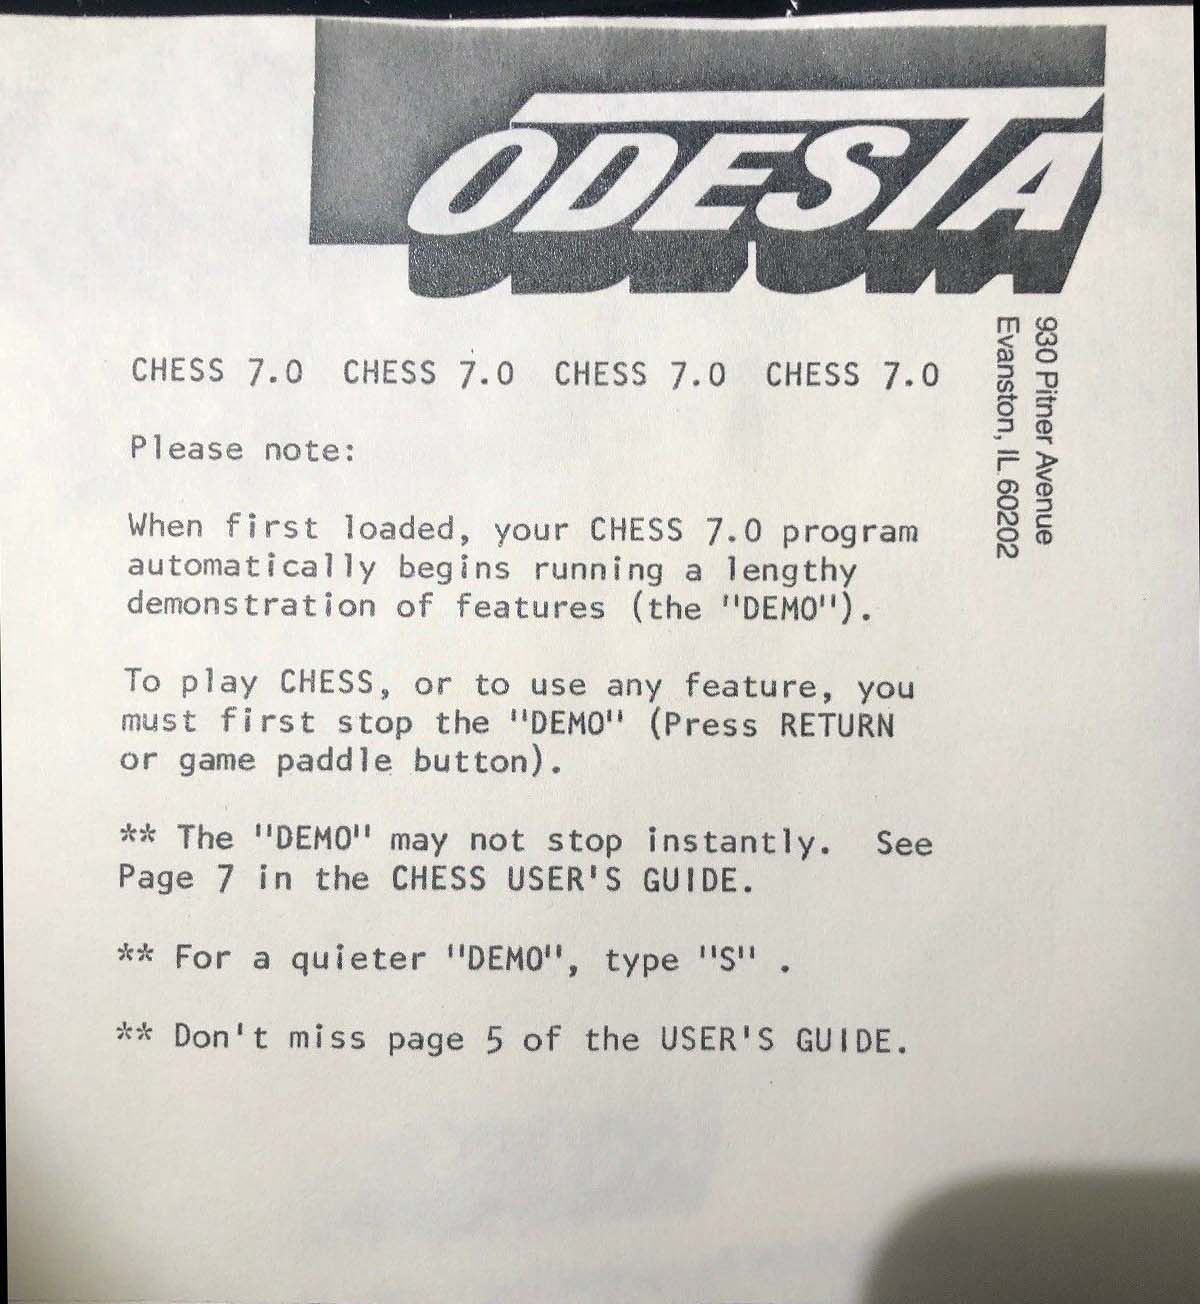 ODESTA
930 Pitner Avenue
Evanston, IL 60202
CHESS 7.0  CHESS 7.0  CHESS 7.0  CHESS 7.0
Please note:
When first loaded, your CHESS 7.0 program
automatically begins running a lengthy
demonstration of features (the "DEMO").
To play CHESS, or to use any feature, you
must first stop the "DEMO" (Press RETURN
or game paddle button).
** The "DEMO" may not stop instantly.  See
Page 7 in the CHESS USER'S GUIDE.
** For a quieter "DEMO", type "S" .
** Don't miss page 5 of the USER'S GUIDE.